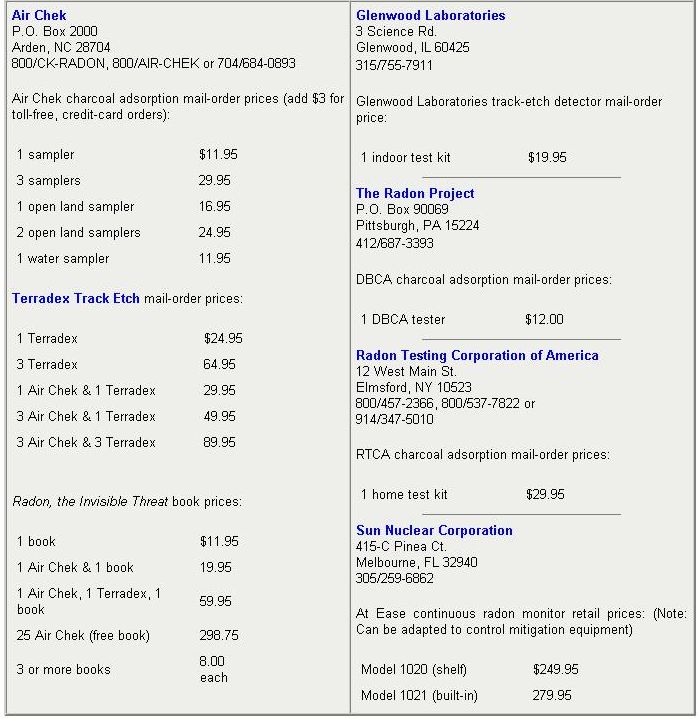 Air Chek
P.O. Box 2000
Arden, NC 28704
800/CK-RADON, 800/AIR-CHEK or 704/684-0893
Air Chek charcoal adsorption mail-order prices (add $3 for
toll-free, credit-card orders):
1 sampler $11.95
3 samplers 29.95
1 open land sampler 16.95
2 open land samplers 24.95
1 water sampler 11.95
Terradex Track Etch mail-order prices:
1 Terradex $24.95
3 Terradex 64.95
1 Air Chek & 1 Terradex 29.95
3 Air Chek & 1 Terradex 49.95
3 Air Chek & 3 Terradex 89.95
Radon, the Invisible Threat book prices:
1 book $11.95
1 Air Chek & 1 book 19.95
1 Air Chek, 1 Terradex, 1
book 59.95
25 Air Chek (free book) 298.75
3 or more books 8.00
each
Glenwood Laboratories
3 Science Rd.
Glenwood, IL 60425
315/755-7911
Glenwood Laboratories track-etch detector mail-order
price:
1 indoor test kit $19.95
The Radon Project
P.O. Box 90069
Pittsburgh, PA 15224
412/687-3393
DBCA charcoal adsorption mail-order prices:
1 DBCA tester $12.00
Radon Testing Corporation of America
12 West Main St.
Elmsford, NY 10523
800/457-2366, 800/537-7822 or
914/347-5010
RTCA charcoal adsorption mail-order prices:
1 home test kit $29.95
Sun Nuclear Corporation
415-C Pinea Ct.
Melbourne, FL 32940
305/259-6862
At Ease continuous radon monitor retail prices: (Note:
Can be adapted to control mitigation equipment)
Model 1020 (shelf) $249.95
Model 1021 (built-in) 279.95